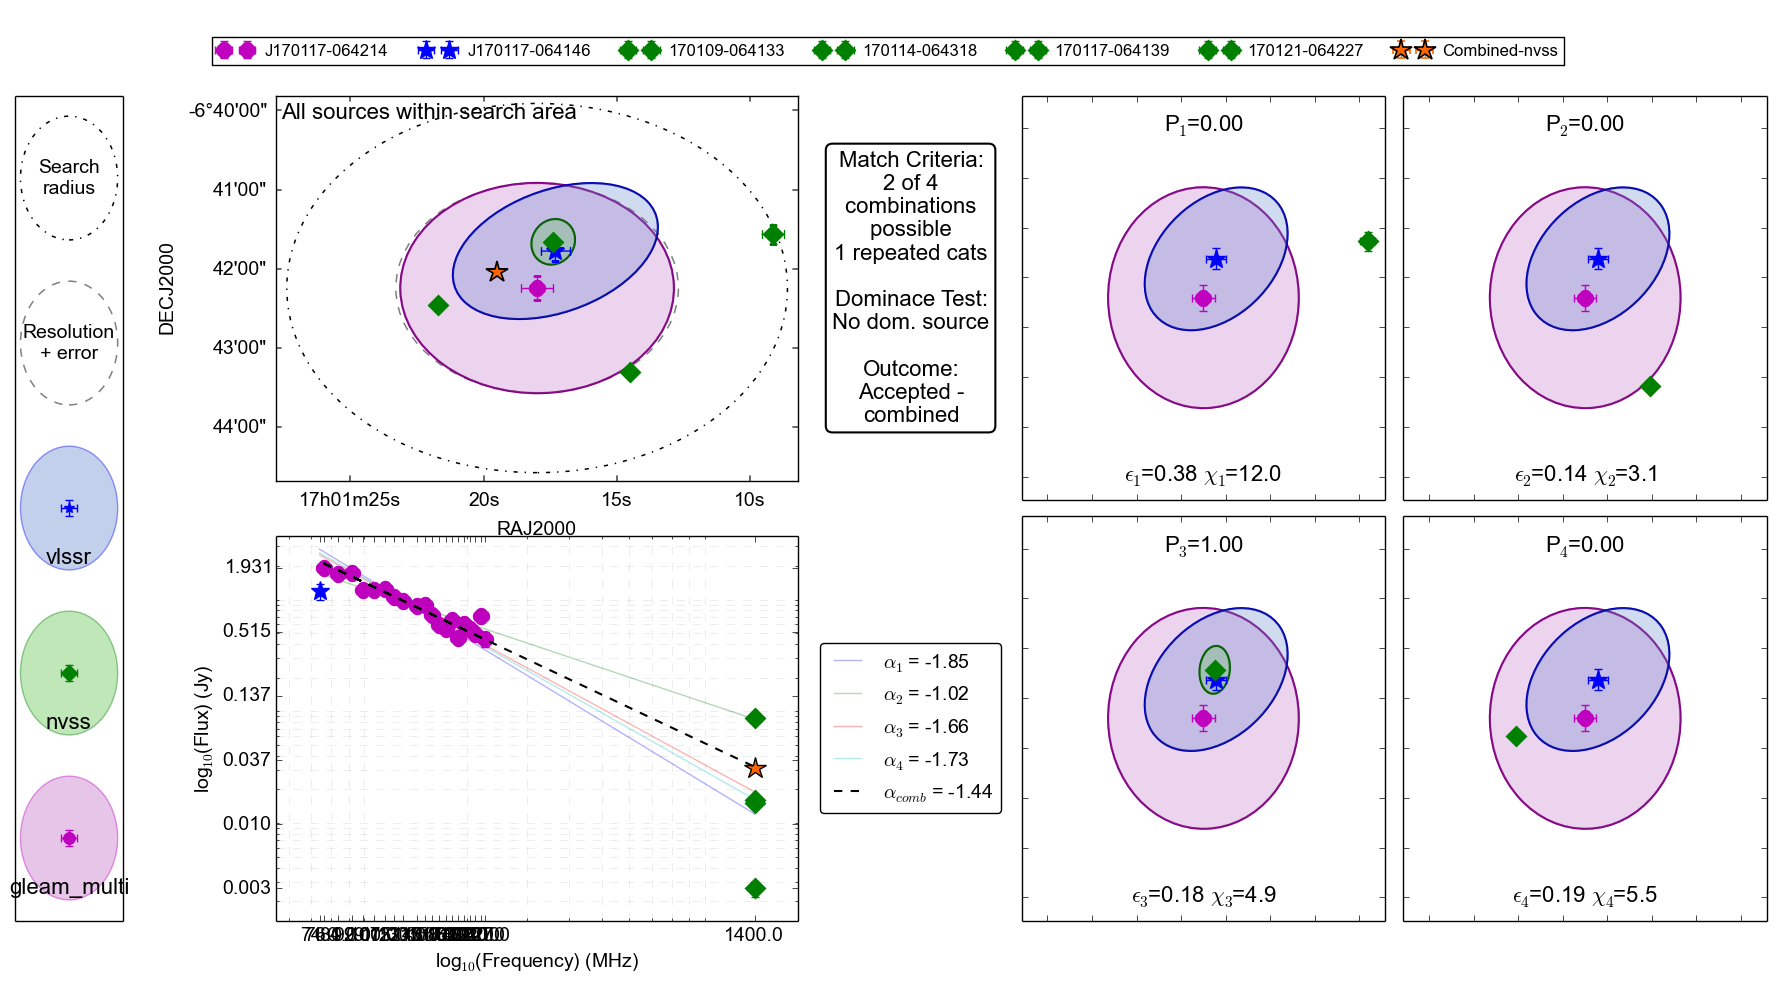 J170117-064214 J170117-064146 170109-064133 170114-064318 170117-064139 170121-064227 Combined-nvss
Search
radius
Resolution
+ error
vlssr
nvss
gleam_multi
All sources within search area
DECJ2000
-6°40'00"
41'00"
42'00"
43'00"
44'00"
17h01m25s 20s 15s 10s
RAJ2000
Match Criteria:
2 of 4
combinations
possible
1 repeated cats
Dominace Test:
No dom. source
Outcome:
Accepted -
combined
P1=0.00
ϵ1=0.38 χ1=12.0
P2=0.00
ϵ2=0.14 χ2=3.1
P3=1.00
ϵ3=0.18 χ3=4.9
P4=0.00
ϵ4=0.19 χ4=5.5
log10(Flux) (Jy)
1.931
0.515
0.137
0.037
0.010
0.003
1400.0
log10(Frequency) (MHz)
α1 = -1.85
α2 = -1.02
α3 = -1.66
α4 = -1.73
αcomb = -1.44